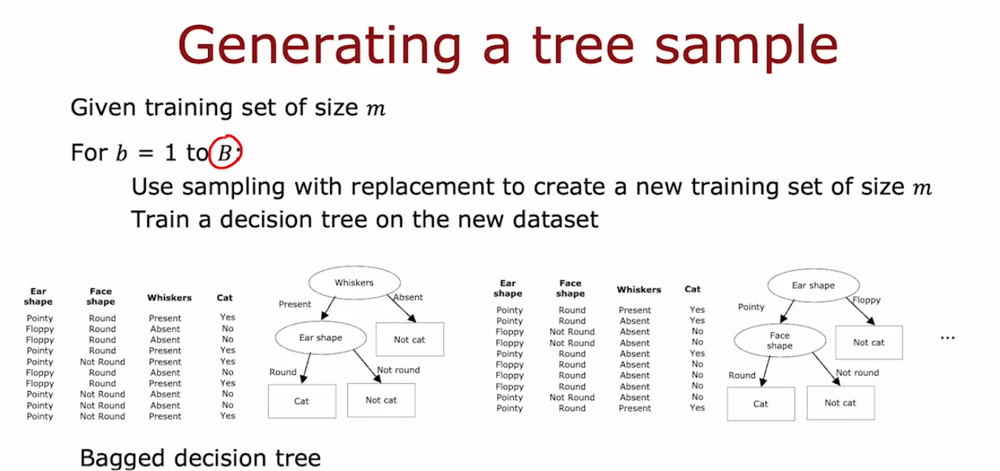 Generating a tree sample
Given training set of size m
For b = 1 to B:
Use sampling with replacement to create a new training set of size m
Train a decision tree on the new dataset
Ear shape Face shape Whiskers Cat
Pointy Round Present Yes
Floppy Round Absent No
Floppy Round Absent No
Pointy Round Present Yes
Pointy Not Round Present Yes
Floppy Round Absent No
Floppy Round Present Yes
Pointy Not Round Absent No
Pointy Not Round Absent No
Pointy Not Round Present Yes
Whiskers
Present
Absent
Ear shape
Not cat
Round
Not round
Cat
Not cat
Ear shape Face shape Whiskers Cat
Pointy Round Present Yes
Pointy Round Absent Yes
Floppy Not Round Absent No
Floppy Not Round Absent No
Pointy Round Absent Yes
Floppy Round Absent No
Floppy Round Absent No
Floppy Round Absent No
Pointy Not Round Absent No
Pointy Round Present Yes
Ear shape
Pointy
Floppy
Face
shape
Not cat
Round
Not round
Cat
Not cat
...
Bagged decision tree